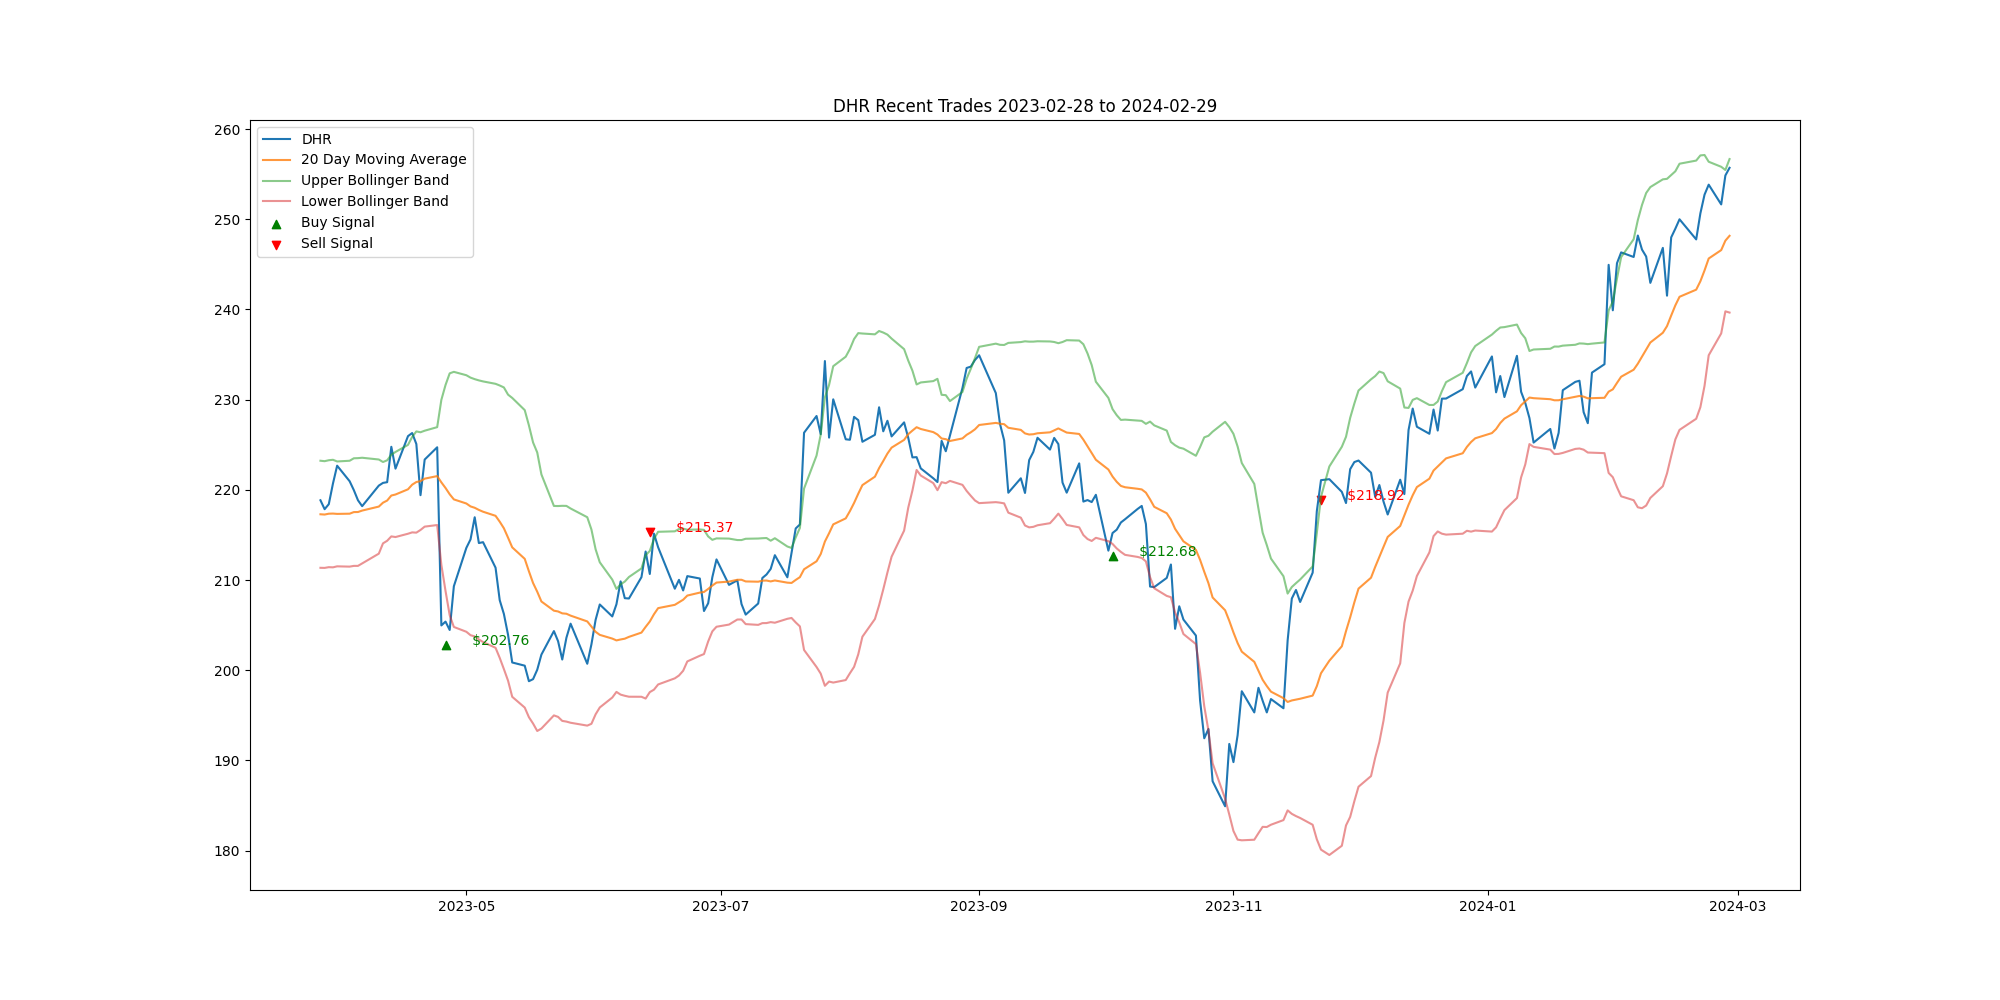 DHR Recent Trades 2023-02-28 to 2024-02-29
260
250
240
230
220
210
200
190
180
DHR
20 Day Moving Average
Upper Bollinger Band
Lower Bollinger Band
Buy Signal
Sell Signal
$202.76
$215.37
$212.68
$218.92
2023-05
2023-07
2023-09
2023-11
2024-01
2024-03